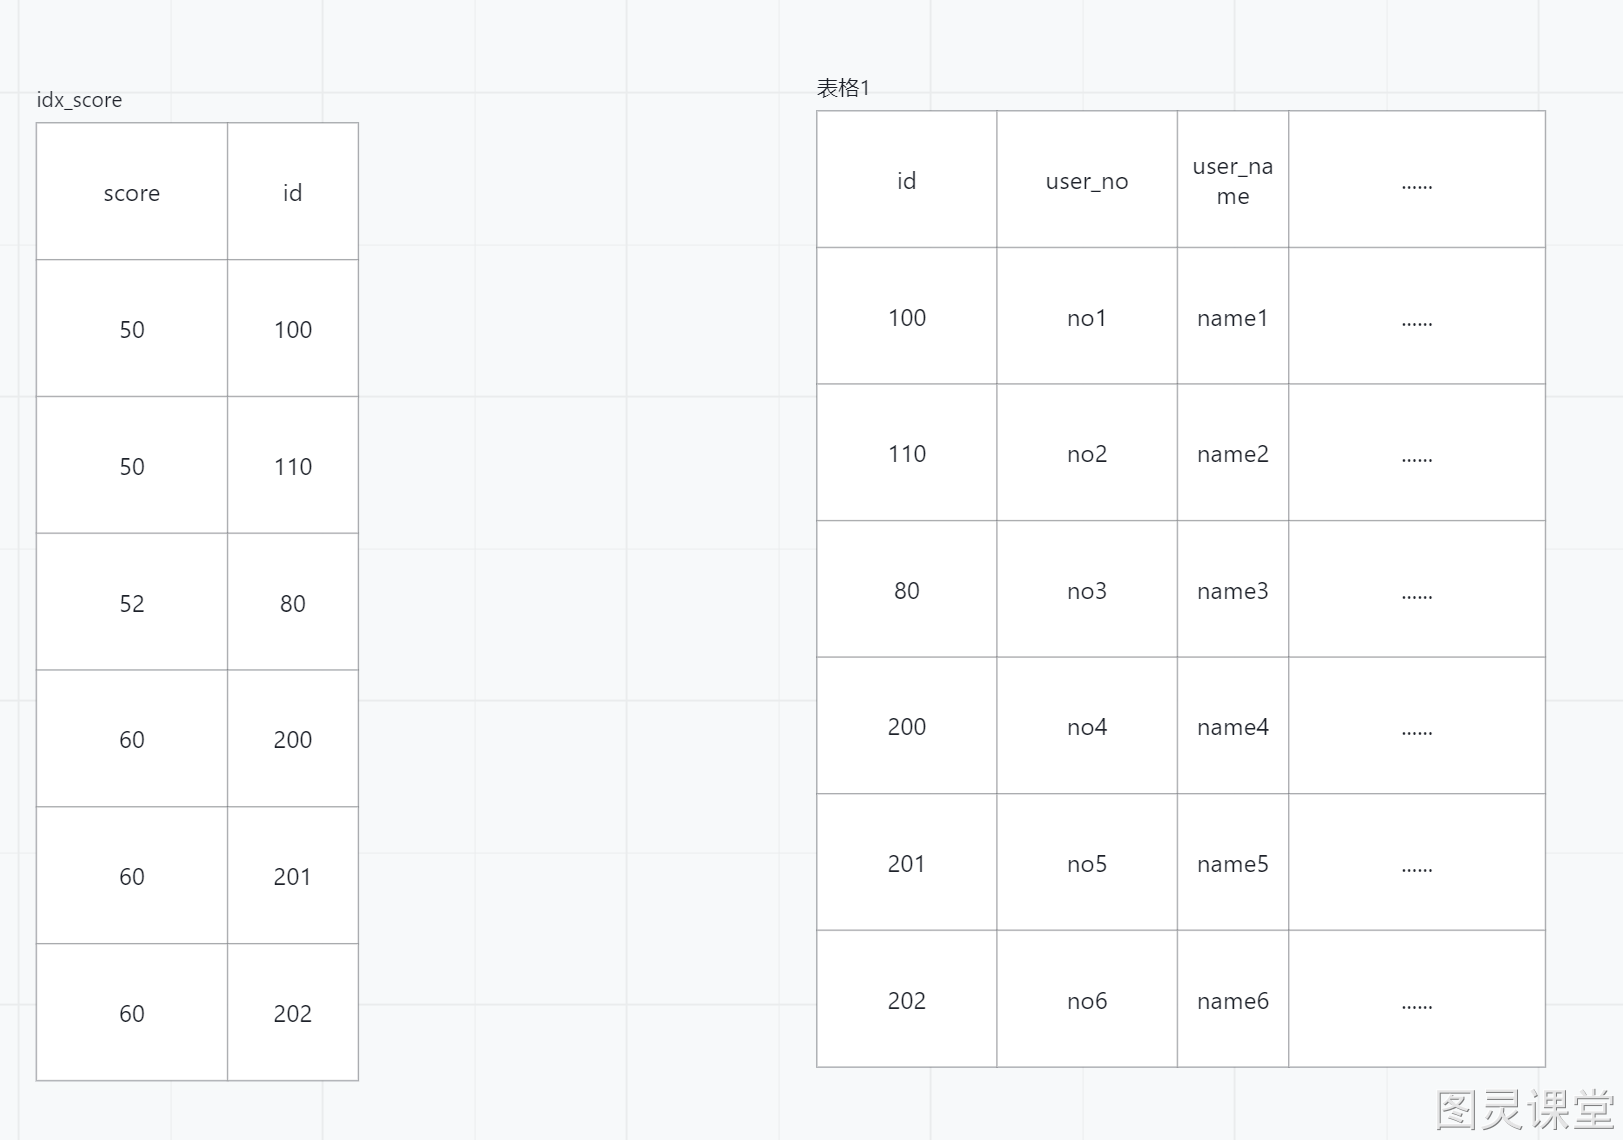 idx_score
score id
50 100
50 110
52 80
60 200
60 201
60 202
表格1
id user_no user_na ......
me
100 no1 name1 ......
110 no2 name2 ......
80 no3 name3 ......
200 no4 name4 ......
201 no5 name5 ......
202 no6 name6 ......
图灵课堂